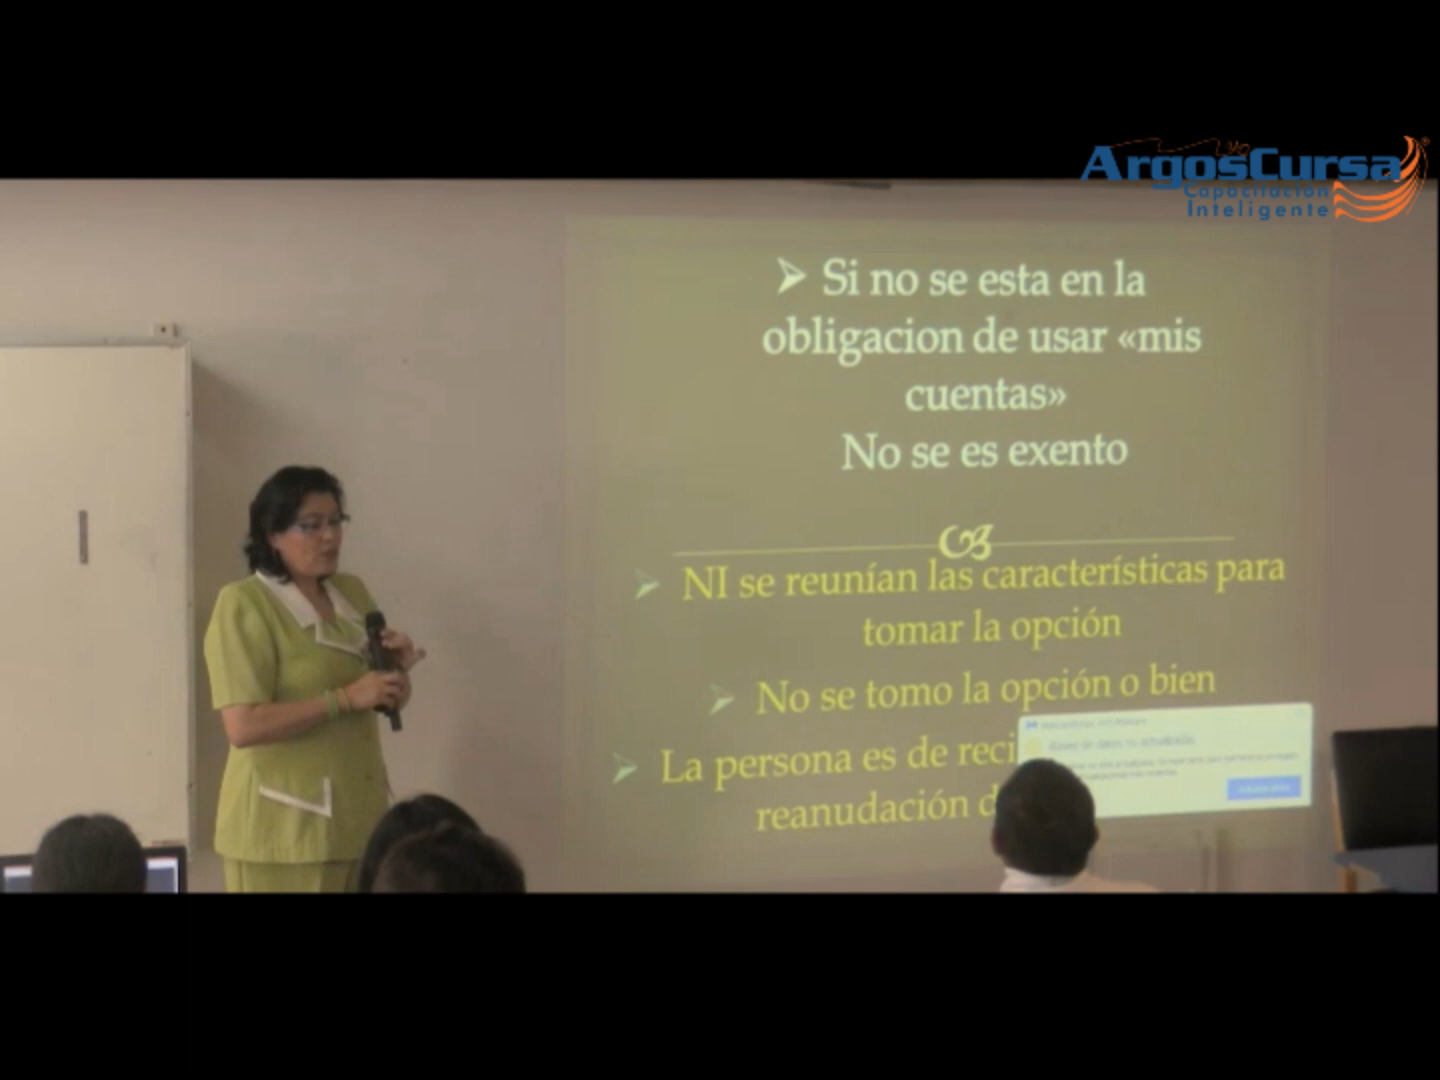 ArgosCursa
Capacitación
Inteligente
Si no se esta en la
obligacion de usar «mis
cuentas»
No se es exento
NI se reunían las características para
tomar la opción
No se tomo la opción o bien
La persona es de reci
reanudación d